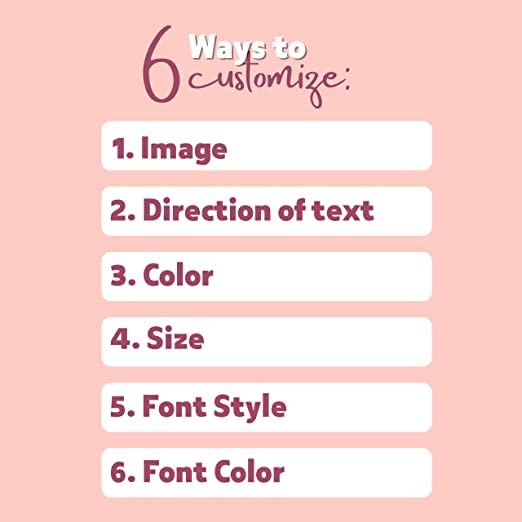 6 Ways to
customize:
1. Image
2. Direction of text
3. Color
4. Size
5. Font Style
6. Font Color